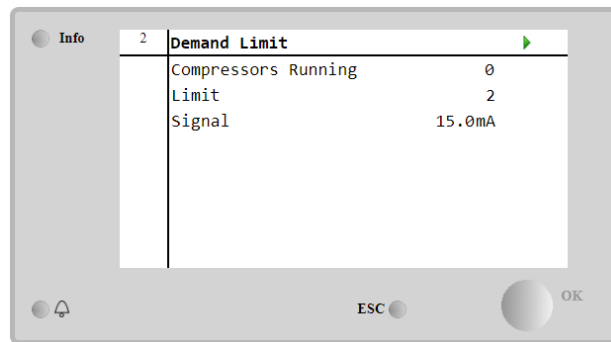 Info
2 Demand Limit
Compressors Running 0
Limit 2
Signal 15.0mA
ESC
OK